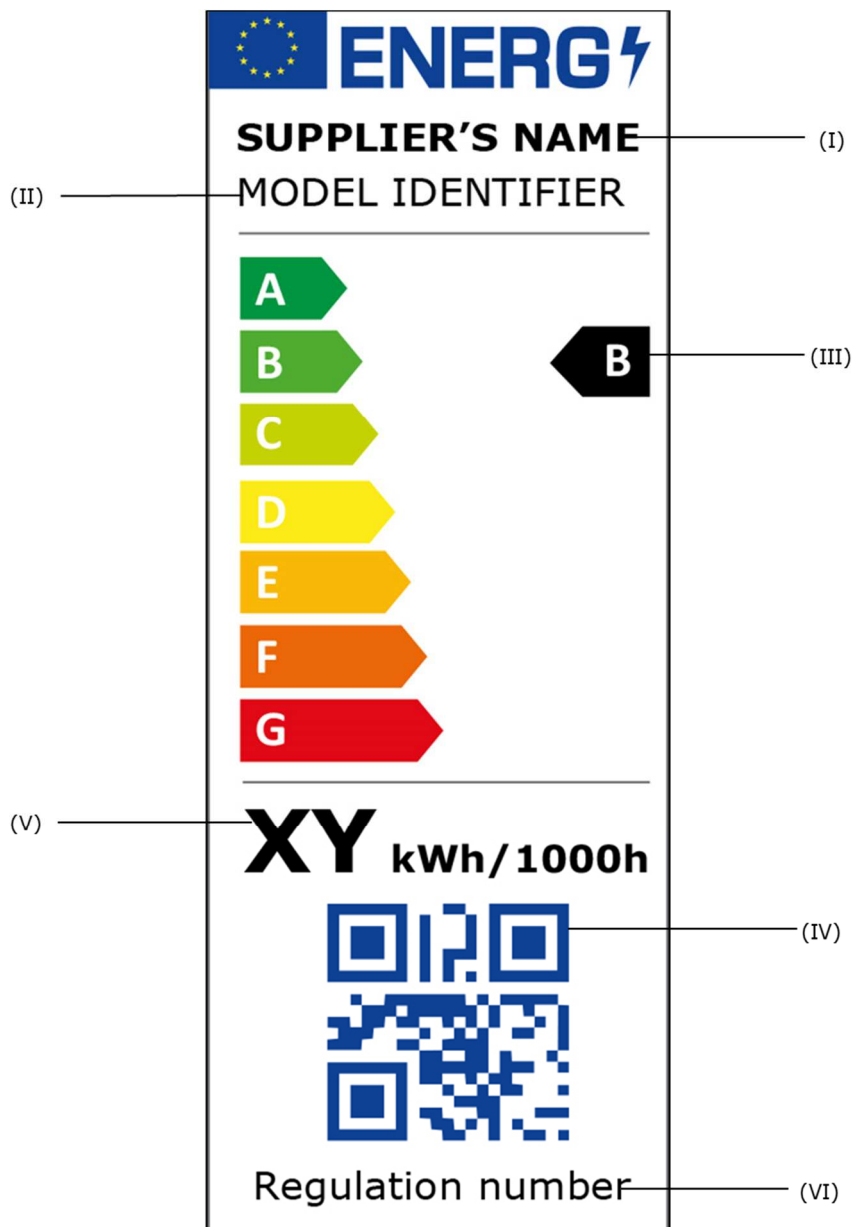 ENERG
SUPPLIER'S NAME
(I)
(II)
MODEL IDENTIFIER
A
B
B
(III)
C
D
E
F
G
(V)
XY kWh/1000h
(IV)
Regulation number
(VI)